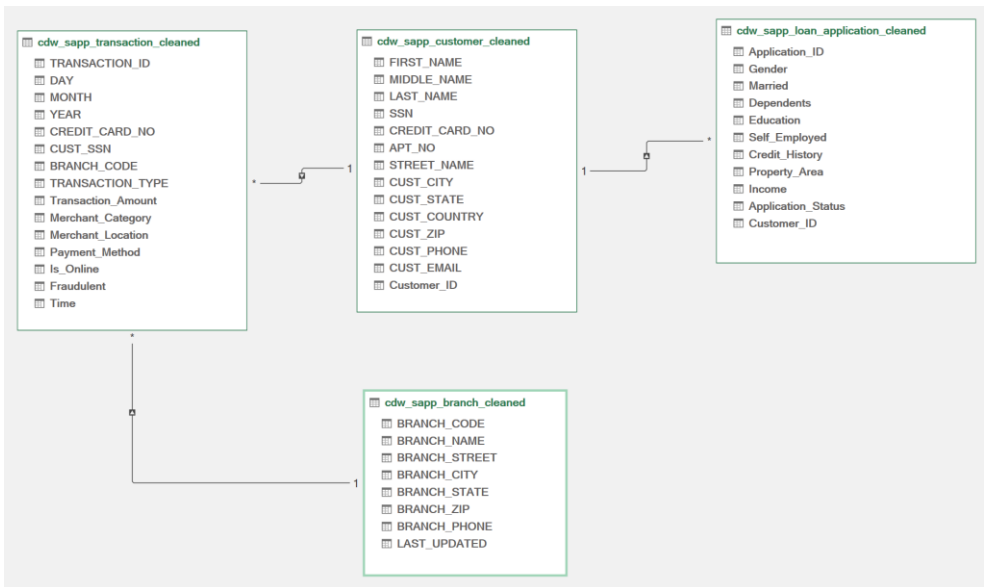 cdw_sapp_transaction_cleaned
TRANSACTION_ID
DAY
MONTH
YEAR
CREDIT_CARD_NO
CUST_SSN
BRANCH_CODE
TRANSACTION_TYPE
Transaction_Amount
Merchant_Category
Merchant_Location
Payment_Method
Is_Online
Fraudulent
Time
*
*
1
cdw_sapp_customer_cleaned
FIRST_NAME
MIDDLE_NAME
LAST_NAME
SSN
CREDIT_CARD_NO
APT_NO
STREET_NAME
CUST_CITY
CUST_STATE
CUST_COUNTRY
CUST_ZIP
CUST_PHONE
CUST_EMAIL
Customer_ID
1
*
cdw_sapp_loan_application_cleaned
Application_ID
Gender
Married
Dependents
Education
Self_Employed
Credit_History
Property_Area
Income
Application_Status
Customer_ID
1
cdw_sapp_branch_cleaned
BRANCH_CODE
BRANCH_NAME
BRANCH_STREET
BRANCH_CITY
BRANCH_STATE
BRANCH_ZIP
BRANCH_PHONE
LAST_UPDATED